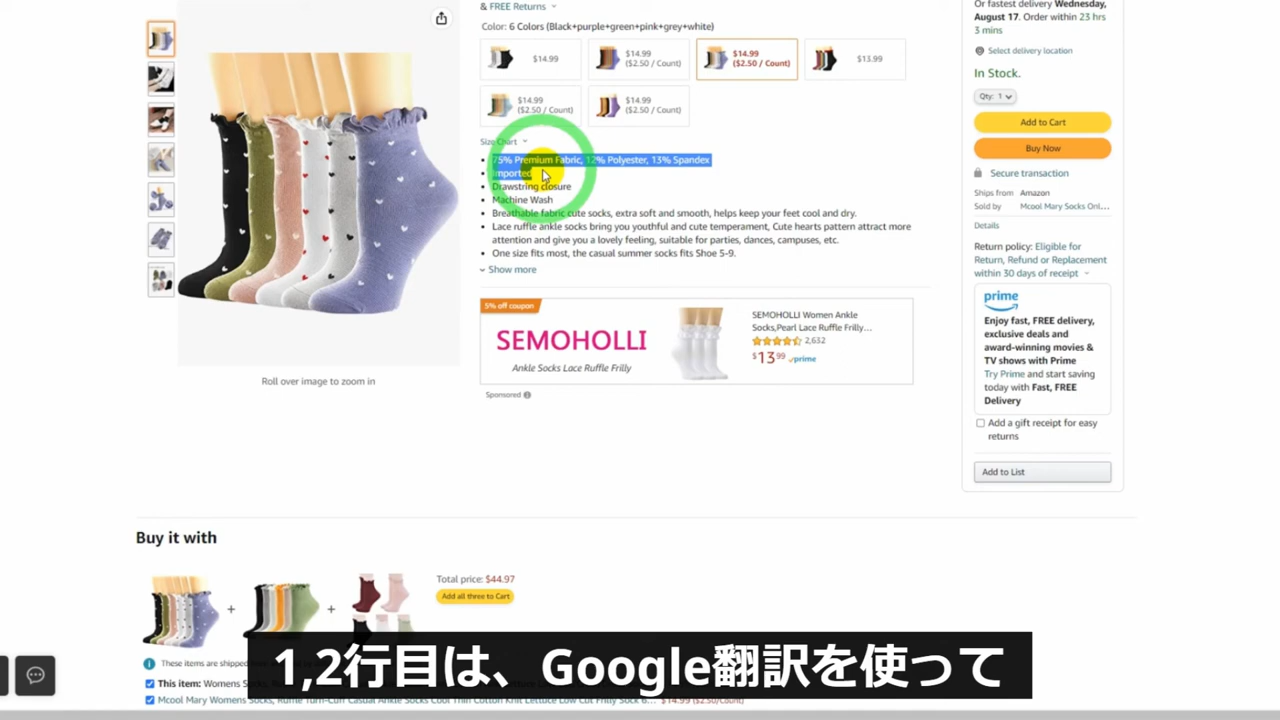 & FREE Returns
Color: 6 Colors (Black+purple+green+pink+grey+white)
$14.99
$14.99
($2.50 / Count)
$14.99
($2.50 / Count)
$13.99
$14.99
($2.50 / Count)
$14.99
($2.50 / Count)
Size Chart
75% Premium Fabric, 12% Polyester, 13% Spandex
Imported
Drawstring closure
Machine Wash
Breathable fabric cute socks, extra soft and smooth, helps keep your feet cool and dry.
Lace ruffle ankle socks bring you youthful and cute temperament, Cute hearts pattern attract more
attention and give you a lovely feeling, suitable for parties, dances, campuses, etc.
One size fits most, the casual summer socks fits Shoe 5-9.
Show more
5% off coupon
SEMOHOLLI
Ankle Socks Lace Ruffle Frilly
SEMOHOLLI Women Ankle
Socks,Pearl Lace Ruffle Frilly...
2,632
$13.99 prime
Sponsored
Roll over image to zoom in
Or fastest delivery Wednesday,
August 17. Order within 23 hrs
3 mins
Select delivery location
In Stock.
Qty: 1
Add to Cart
Buy Now
Secure transaction
Ships from Amazon
Sold by Mcool Mary Socks Onl...
Details
Return policy: Eligible for
Return, Refund or Replacement
within 30 days of receipt
prime
Enjoy fast, FREE delivery,
exclusive deals and
award-winning movies &
TV shows with Prime
Try Prime and start saving
today with Fast, FREE
Delivery
Add a gift receipt for easy
returns
Add to List
Buy it with
+
+
Total price: $44.97
Add all three to Cart
These items are shipped
This item: Womens
Mcool Mary Womens Socks, Ruffle Turn-Cuff Casual Ankle Socks Cool Thin Cotton Knit Lettuce Low Cut Frilly Sock 6... $14.99 ($2.50/Count)
1,2行目は、Google翻訳を使って